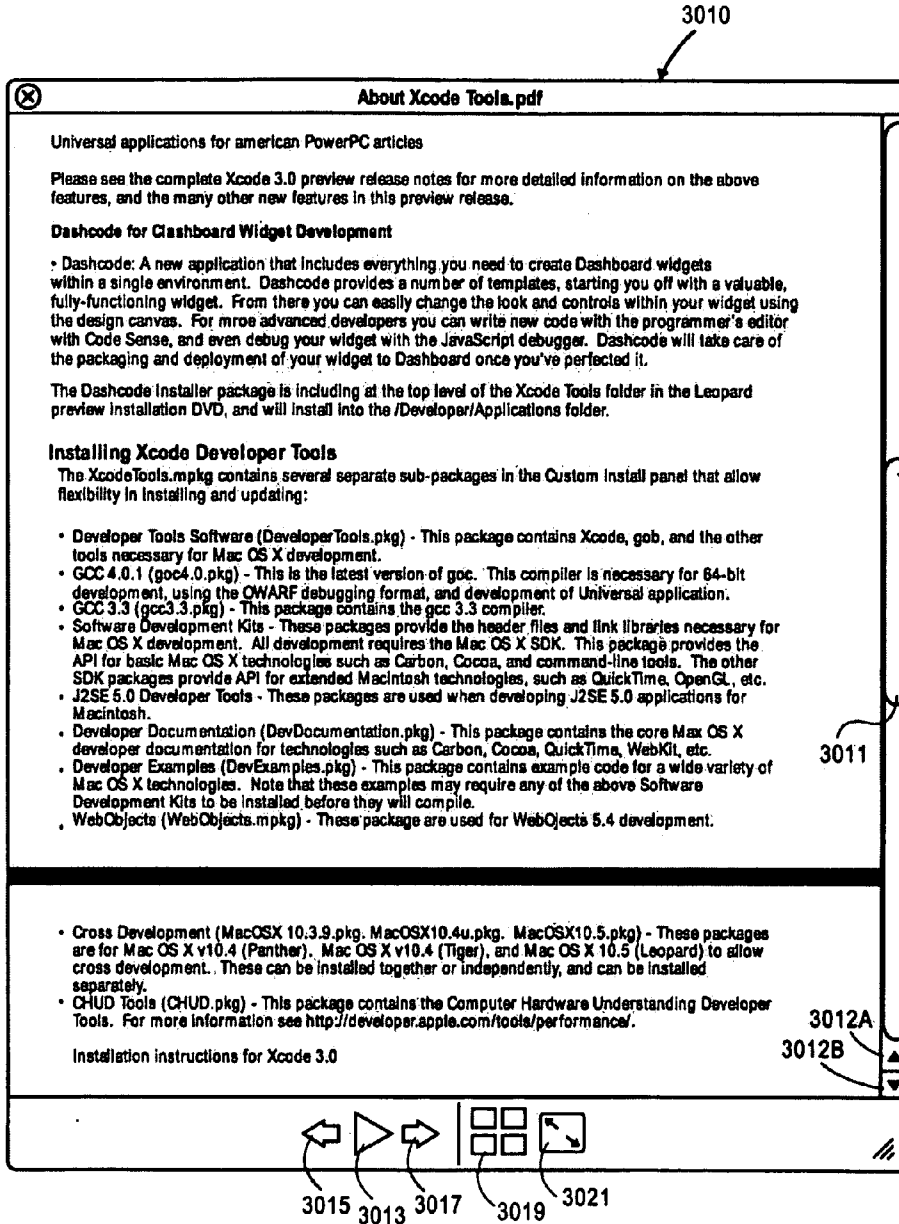 3010
About Xcode Tools.pdf
Universal applications for american PowerPC articles
Please see the complete Xcode 3.0 preview release notes for more detailed information on the above
features, and the many other new features in this preview release.
Dashcode for Clashboard Widget Development
• Dashcode: A new application that includes everything you need to create Dashboard widgets
within a single environment. Dashcode provides a number of templates, starting you off with a valuable,
fully-functioning widget. From there you can easily change the look and controls within your widget using
the design canvas. For mroe advanced developers you can write new code with the programmer's editor
with Code Sense, and even debug your widget with the JavaScript debugger. Dashcode will take care of
the packaging and deployment of your widget to Dashboard once you've perfected it.
The Dashcode Installer package is including at the top level of the Xcode Tools folder in the Leopard
preview installation DVD, and will install into the /Developer/Applications folder.
Installing Xcode Developer Tools
The XcodeTools.mpkg contains several separate sub-packages in the Custom Install panel that allow
flexibility in installing and updating:
• Developer Tools Software (DeveloperTools.pkg) - This package contains Xcode, gob, and the other
tools necessary for Mac OS X development.
• GCC 4.0.1 (goc4.0.pkg) - This is the latest version of goc. This compiler is necessary for 64-bit
development, using the OWARF debugging format, and development of Universal application.
• GCC 3.3 (gcc3.3.pkg) - This package contains the gcc 3.3 compiler.
• Software Development Kits - These packages provide the header files and link libraries necessary for
Mac OS X development. All development requires the Mac OS X SDK. This package provides the
API for basic Mac OS X technologies such as Carbon, Cocoa, and command-line tools. The other
SDK packages provide API for extended Macintosh technologies, such as QuickTime, OpenGL, etc.
• J2SE 5.0 Developer Tools - These packages are used when developing J2SE 5.0 applications for
Macintosh.
• Developer Documentation (DevDocumentation.pkg) - This package contains the core Max OS X
developer documentation for technologies such as Carbon, Cocoa, QuickTime, WebKit, etc.
• Developer Examples (DevExamples.pkg) - This package contains example code for a wide variety of
Mac OS X technologies. Note that these examples may require any of the above Software
Development Kits to be installed before they will compile.
• WebObjects (WebObjects.mpkg) - These package are used for WebOjects 5.4 development.
3011
• Cross Development (MacOSX 10.3.9.pkg. MacOSX10.4u.pkg. MacOSX10.5.pkg) - These packages
are for Mac OS X v10.4 (Panther). Mac OS X v10.4 (Tiger), and Mac OS X 10.5 (Leopard) to allow
cross development. These can be installed together or independently, and can be installed
separately.
• CHUD Tools (CHUD.pkg) - This package contains the Computer Hardware Understanding Developer
Tools. For more information see http://developer.apple.com/tools/performance/.
Installation instructions for Xcode 3.0
3012A
3012B
3015 3013 3017 3019 3021